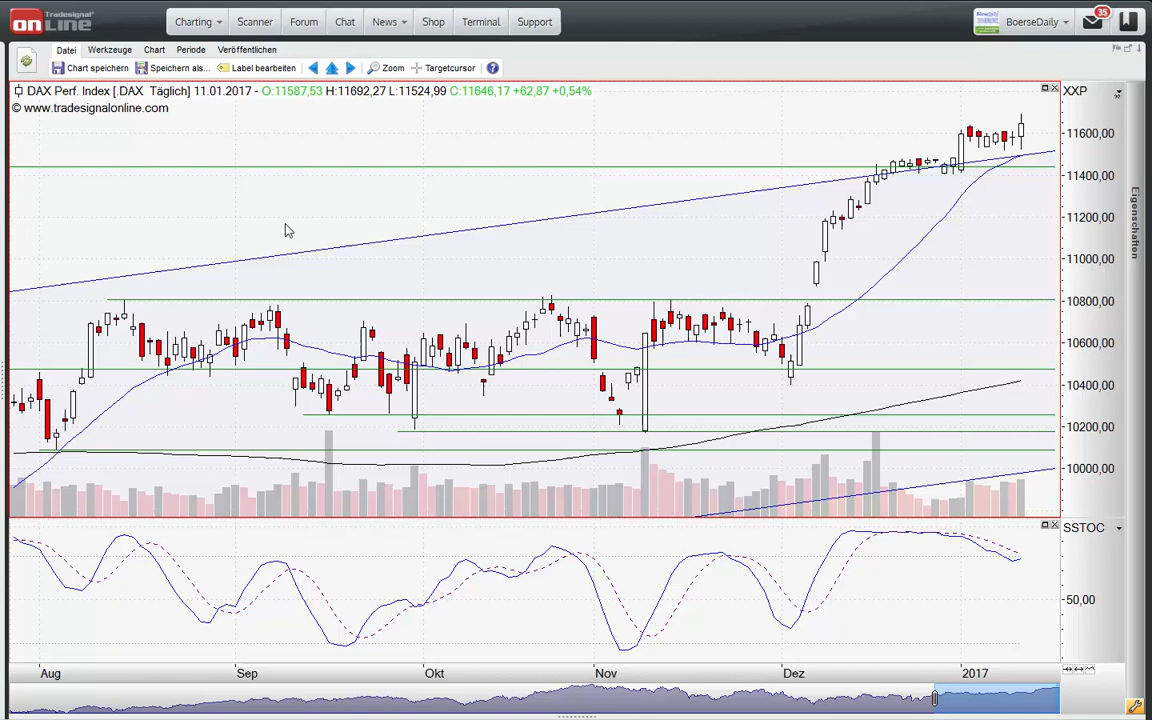 Tradesignal
on LINE
Charting Scanner Forum Chat News Shop Terminal Support
BoerseDaily 35
Datei Werkzeuge Chart Periode Veröffentlichen
Chart speichern Speichern als... Label bearbeiten Zoom Targetcursor ?
DAX Perf. Index [.DAX Täglich] 11.01.2017 - O:11587,53 H:11692,27 L:11524,99 C:11646,17 +62,87 +0,54%
XXP
© www.tradesignalonline.com
11600,00
11400,00
11200,00
11000,00
10800,00
10600,00
10400,00
10200,00
10000,00
Eigenschaften
SSTOC
50,00
Aug Sep Okt Nov Dez 2017